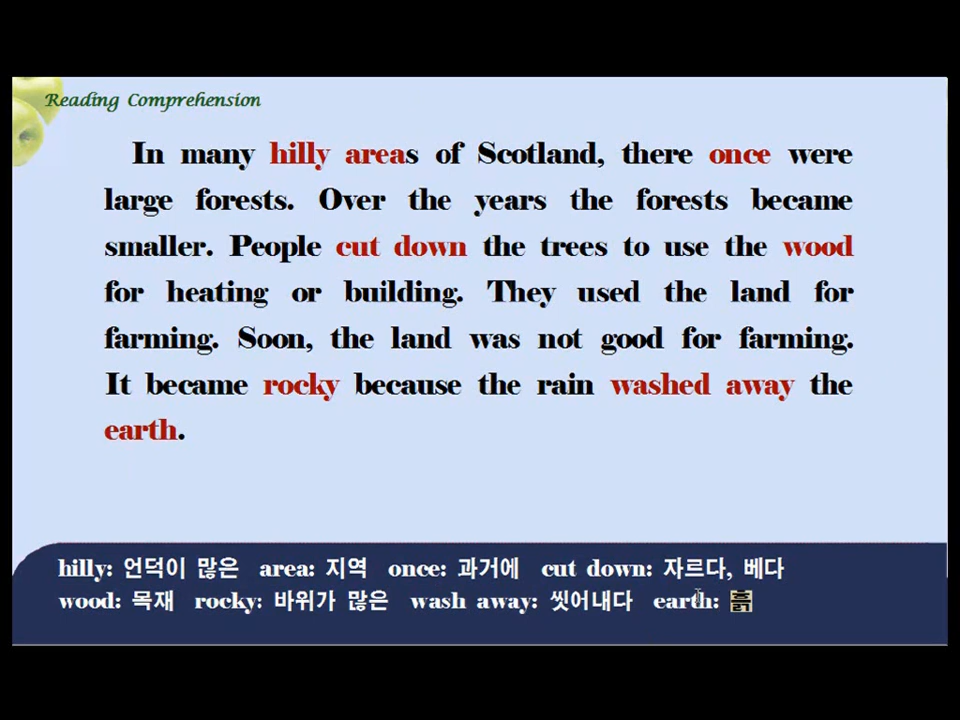 Reading Comprehension
In many hilly areas of Scotland, there once were
large forests. Over the years the forests became
smaller. People cut down the trees to use the wood
for heating or building. They used the land for
farming. Soon, the land was not good for farming.
It became rocky because the rain washed away the
earth.
hilly: 언덕이 많은 area: 지역 once: 과거에 cut down: 자르다, 베다
wood: 목재 rocky: 바위가 많은 wash away: 씻어내다 earth: 흙